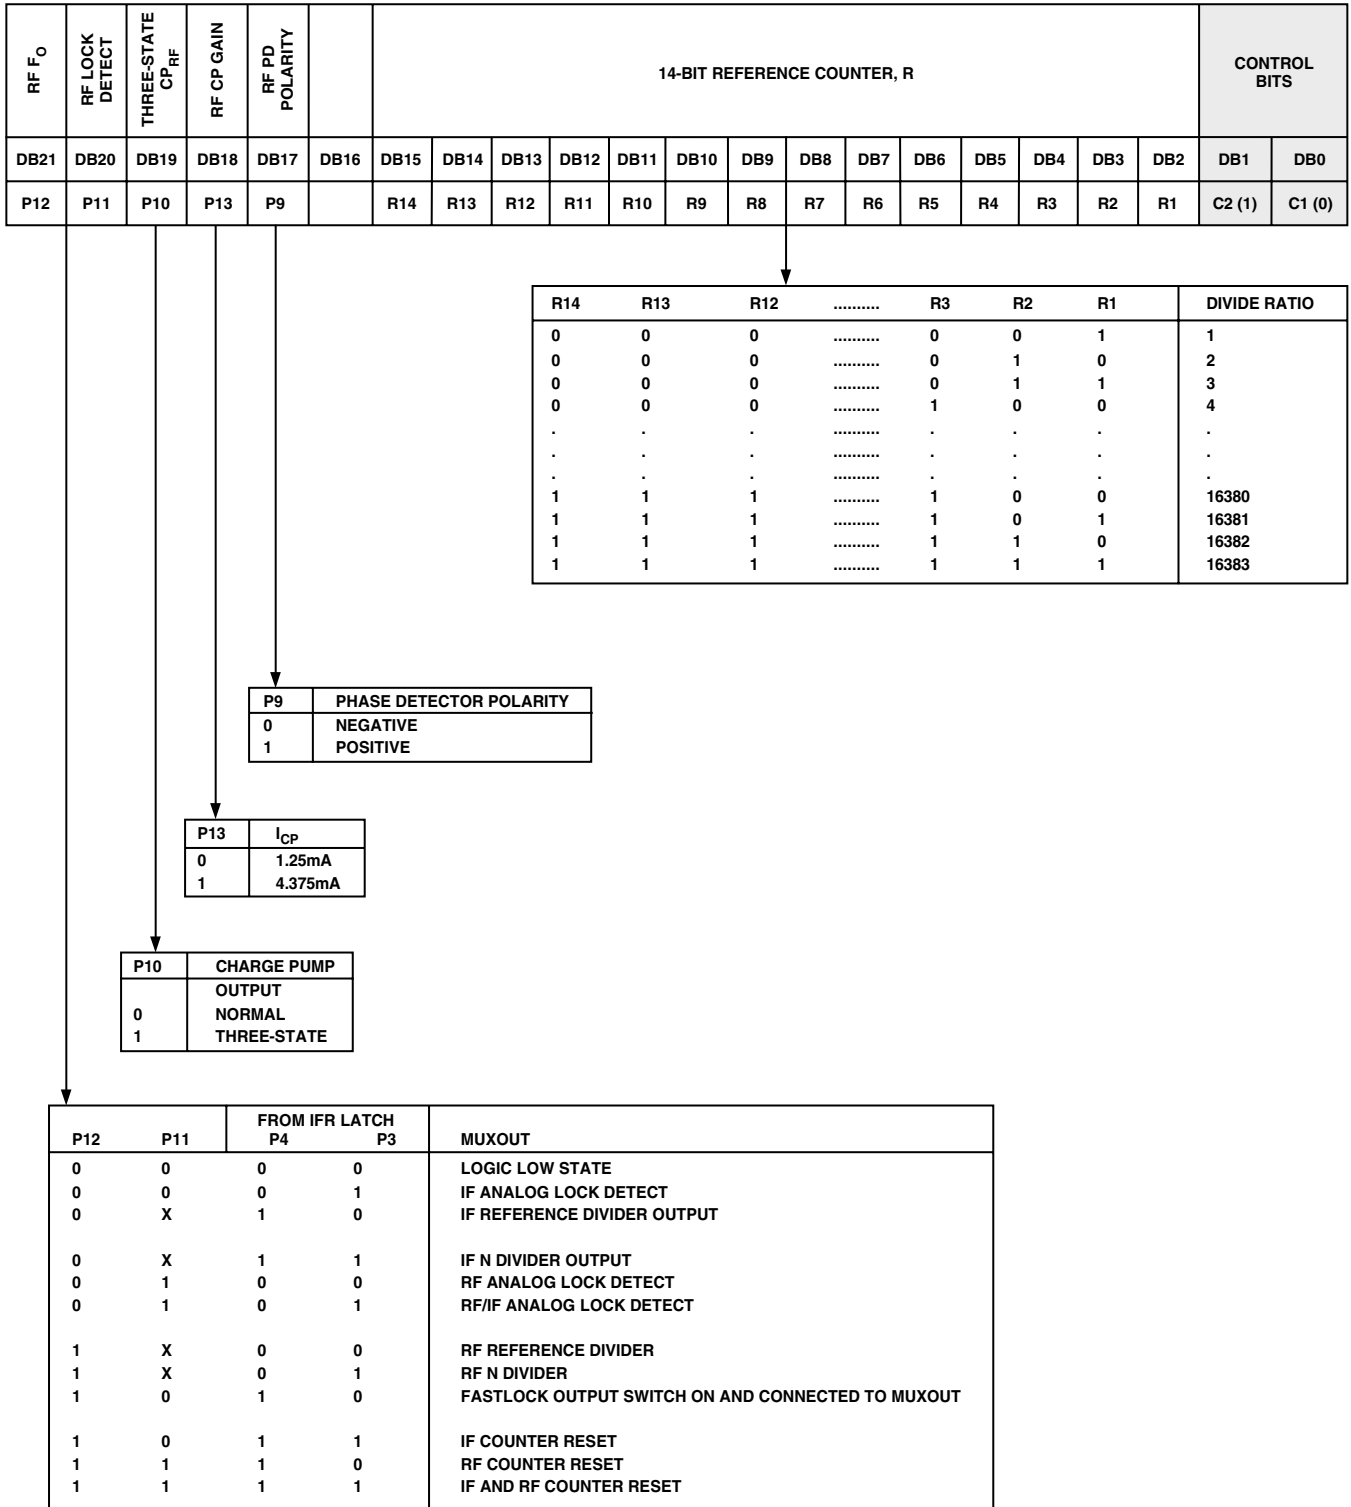 RF FO
RF LOCK DETECT
THREE-STATE CPRF
RF CP GAIN
RF PD POLARITY
14-BIT REFERENCE COUNTER, R
CONTROL BITS
DB21 DB20 DB19 DB18 DB17 DB16 DB15 DB14 DB13 DB12 DB11 DB10 DB9 DB8 DB7 DB6 DB5 DB4 DB3 DB2 DB1 DB0
P12 P11 P10 P13 P9 R14 R13 R12 R11 R10 R9 R8 R7 R6 R5 R4 R3 R2 R1 C2 (1) C1 (0)
R14 R13 R12 .......... R3 R2 R1 DIVIDE RATIO
0 0 0 .......... 0 0 1 1
0 0 0 .......... 0 1 0 2
0 0 0 .......... 0 1 1 3
0 0 0 .......... 1 0 0 4
. . . .......... . . . .
. . . .......... . . . .
. . . .......... . . . .
1 1 1 .......... 1 0 0 16380
1 1 1 .......... 1 0 1 16381
1 1 1 .......... 1 1 0 16382
1 1 1 .......... 1 1 1 16383
P9 PHASE DETECTOR POLARITY
0 NEGATIVE
1 POSITIVE
P13 ICP
0 1.25mA
1 4.375mA
P10 CHARGE PUMP
OUTPUT
0 NORMAL
1 THREE-STATE
FROM IFR LATCH
P12 P11 P4 P3 MUXOUT
0 0 0 0 LOGIC LOW STATE
0 0 0 1 IF ANALOG LOCK DETECT
0 X 1 0 IF REFERENCE DIVIDER OUTPUT
0 X 1 1 IF N DIVIDER OUTPUT
0 1 0 0 RF ANALOG LOCK DETECT
0 1 0 1 RF/IF ANALOG LOCK DETECT
1 X 0 0 RF REFERENCE DIVIDER
1 X 0 1 RF N DIVIDER
1 0 1 0 FASTLOCK OUTPUT SWITCH ON AND CONNECTED TO MUXOUT
1 0 1 1 IF COUNTER RESET
1 1 1 0 RF COUNTER RESET
1 1 1 1 IF AND RF COUNTER RESET